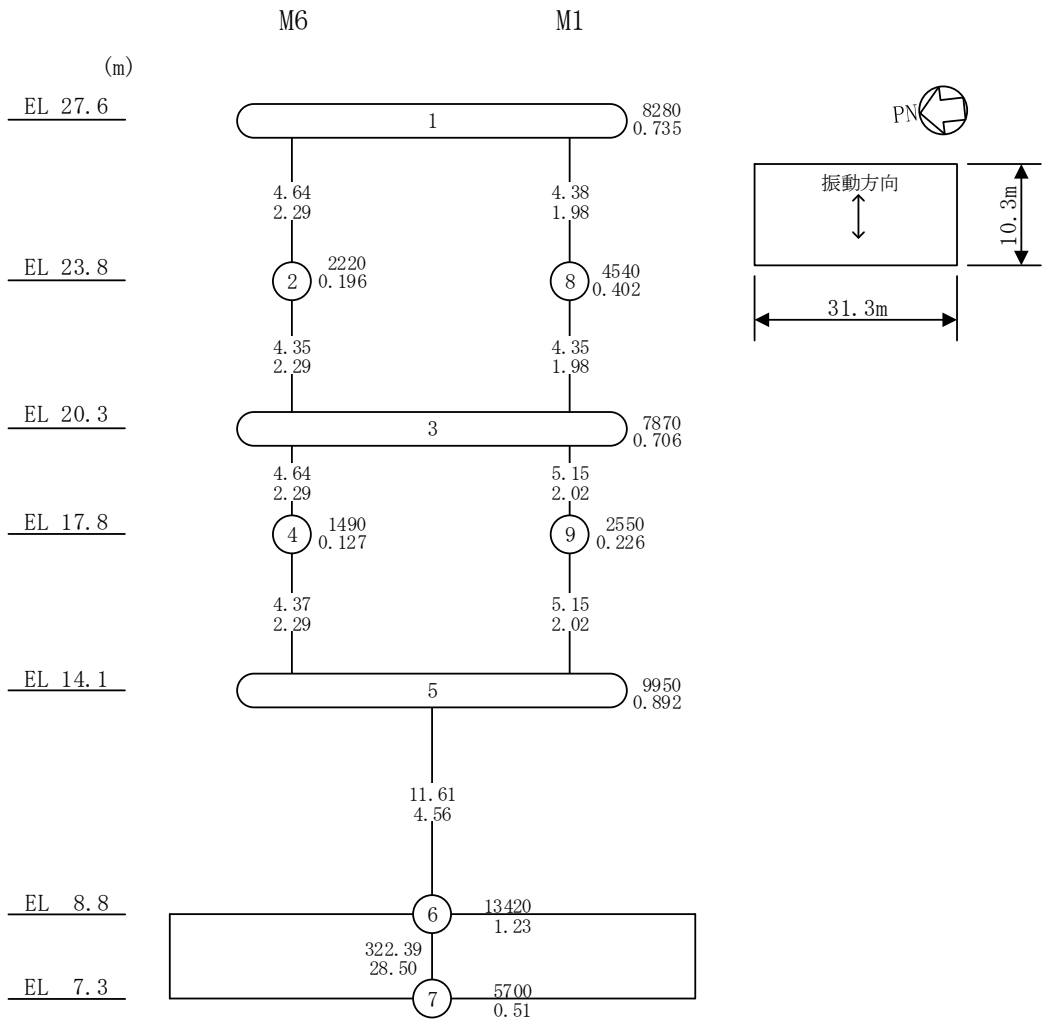 M6 M1
(m)
EL 27.6 1 8280
0.735
PN
振動方向
10.3m
31.3m
4.64 4.38
2.29 1.98
EL 23.8 2 2220 8 4540
0.196 0.402
4.35 4.35
2.29 1.98
EL 20.3 3 7870
0.706
4.64 5.15
2.29 2.02
EL 17.8 4 1490 9 2550
0.127 0.226
4.37 5.15
2.29 2.02
EL 14.1 5 9950
0.892
11.61
4.56
EL 8.8 6 13420
1.23
322.39
28.50
EL 7.3 7 5700
0.51